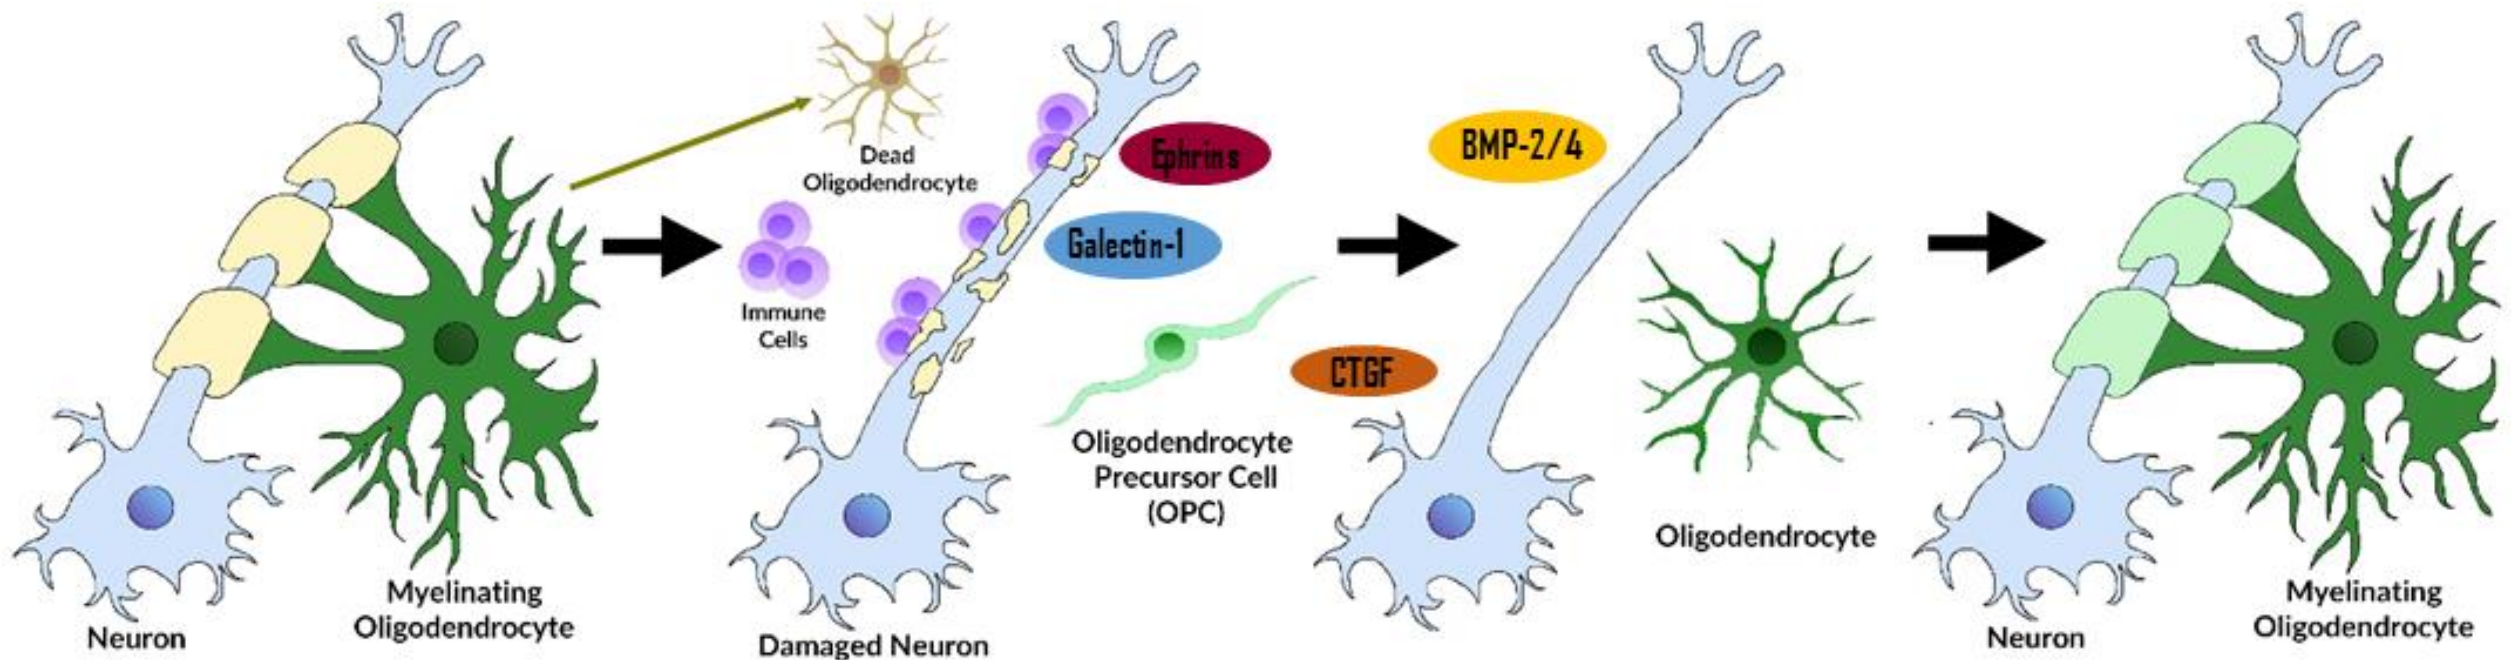 Neuron
Myelinating
Oligodendrocyte
Dead
Oligodendrocyte
Immune
Cells
Damaged Neuron
Ephrins
Galectin-1
Oligodendrocyte
Precursor Cell
(OPC)
CTGF
BMP-2/4
Oligodendrocyte
Neuron
Myelinating
Oligodendrocyte